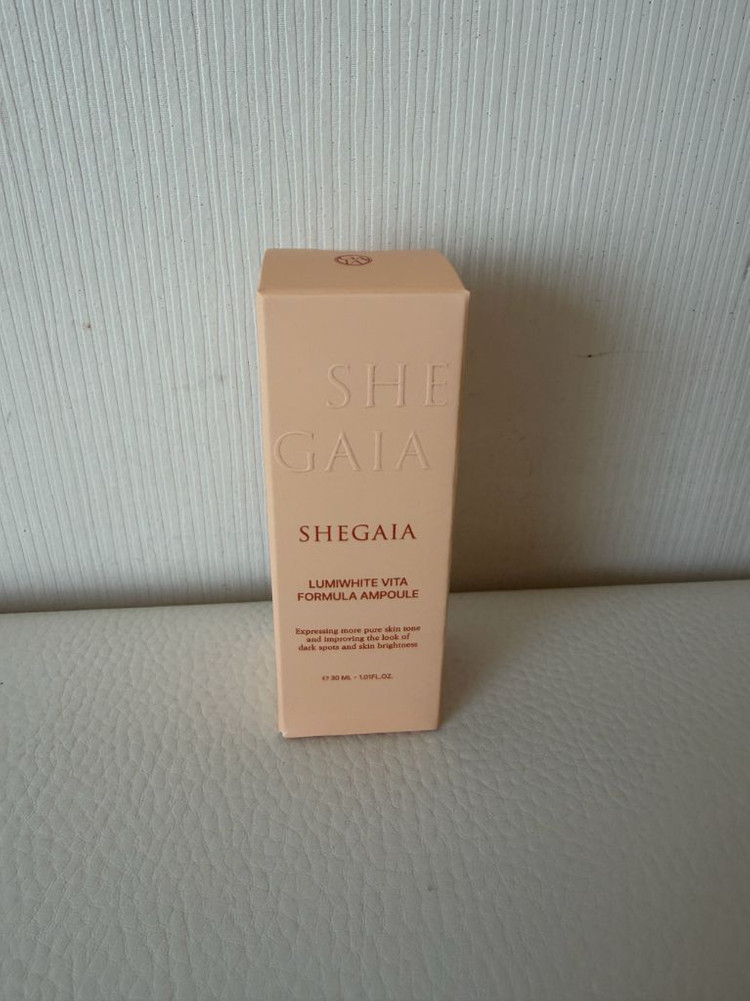 SHE
GAIA
SHEGAIA
LUMIWHITE VITA
FORMULA AMPOULE
Expressing more pure skin tone
and improving the look of
dark spots and skin brightness
℮ 30 ML - 1.01FL.OZ.